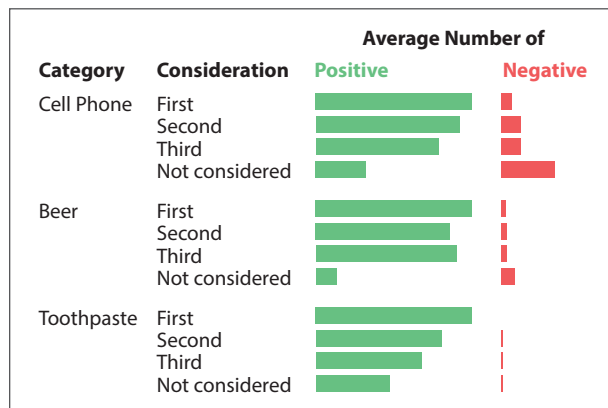 Average Number of
Category Consideration Positive Negative
Cell Phone First
Second
Third
Not considered
Beer First
Second
Third
Not considered
Toothpaste First
Second
Third
Not considered